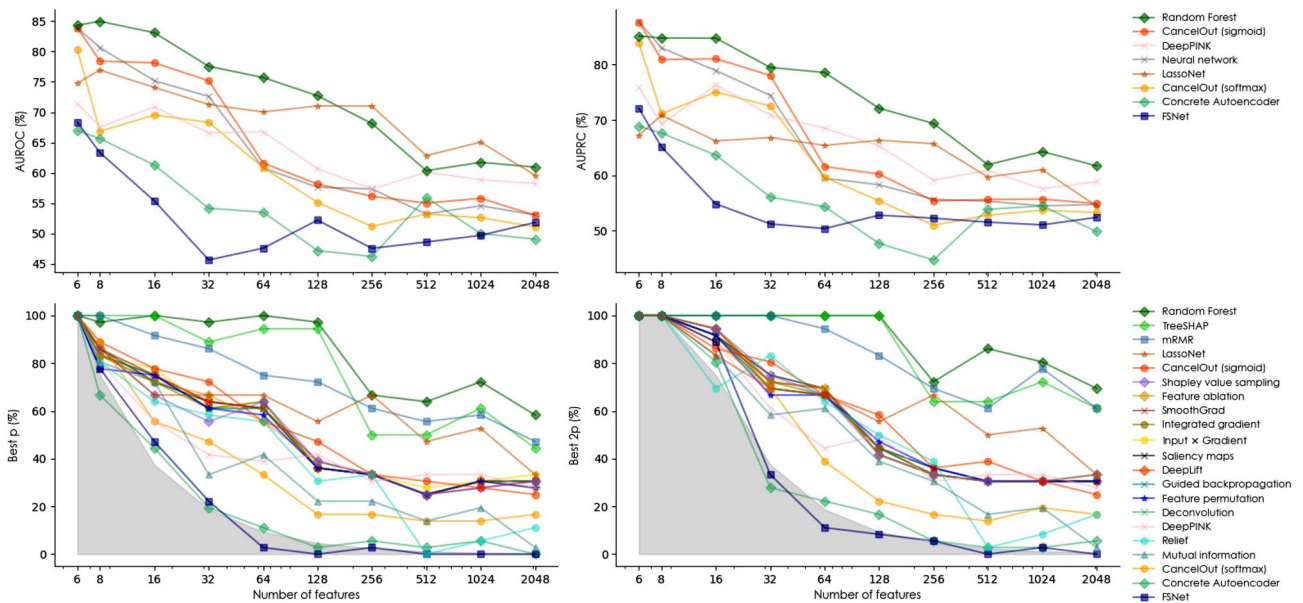 85
80
75
70
65
60
55
50
45
AUROC (%)
6 8 16 32 64 128 256 512 1024 2048
80
70
60
50
AUPRC (%)
6 8 16 32 64 128 256 512 1024 2048
Random Forest
CancelOut (sigmoid)
DeepPINK
Neural network
LassoNet
CancelOut (softmax)
Concrete Autoencoder
FSNet
100
80
60
40
20
0
Best p (%)
6 8 16 32 64 128 256 512 1024 2048
Number of features
100
80
60
40
20
0
Best 2p (%)
6 8 16 32 64 128 256 512 1024 2048
Number of features
Random Forest
TreeSHAP
mRMR
LassoNet
CancelOut (sigmoid)
Shapley value sampling
Feature ablation
SmoothGrad
Integrated gradient
Input × Gradient
Saliency maps
DeepLift
Guided backpropagation
Feature permutation
Deconvolution
DeepPINK
Relief
Mutual information
CancelOut (softmax)
Concrete Autoencoder
FSNet